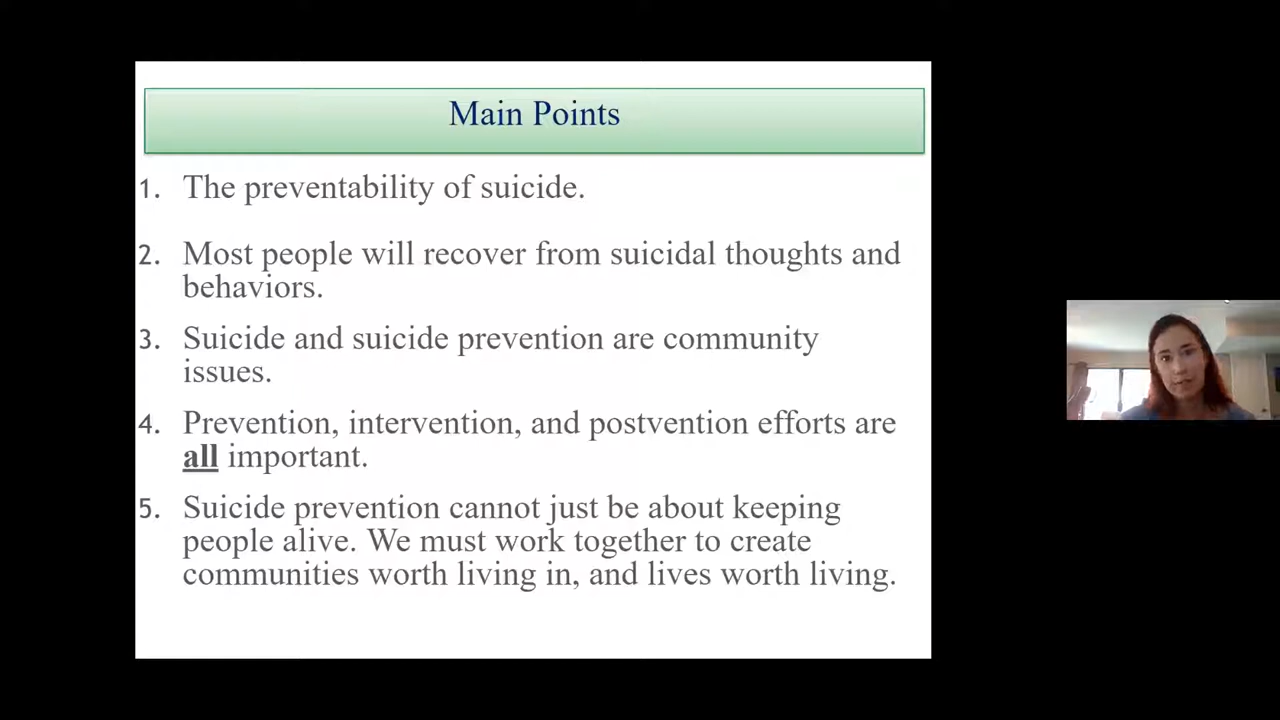 Main Points
1. The preventability of suicide.
2. Most people will recover from suicidal thoughts and
behaviors.
3. Suicide and suicide prevention are community
issues.
4. Prevention, intervention, and postvention efforts are
all important.
5. Suicide prevention cannot just be about keeping
people alive. We must work together to create
communities worth living in, and lives worth living.